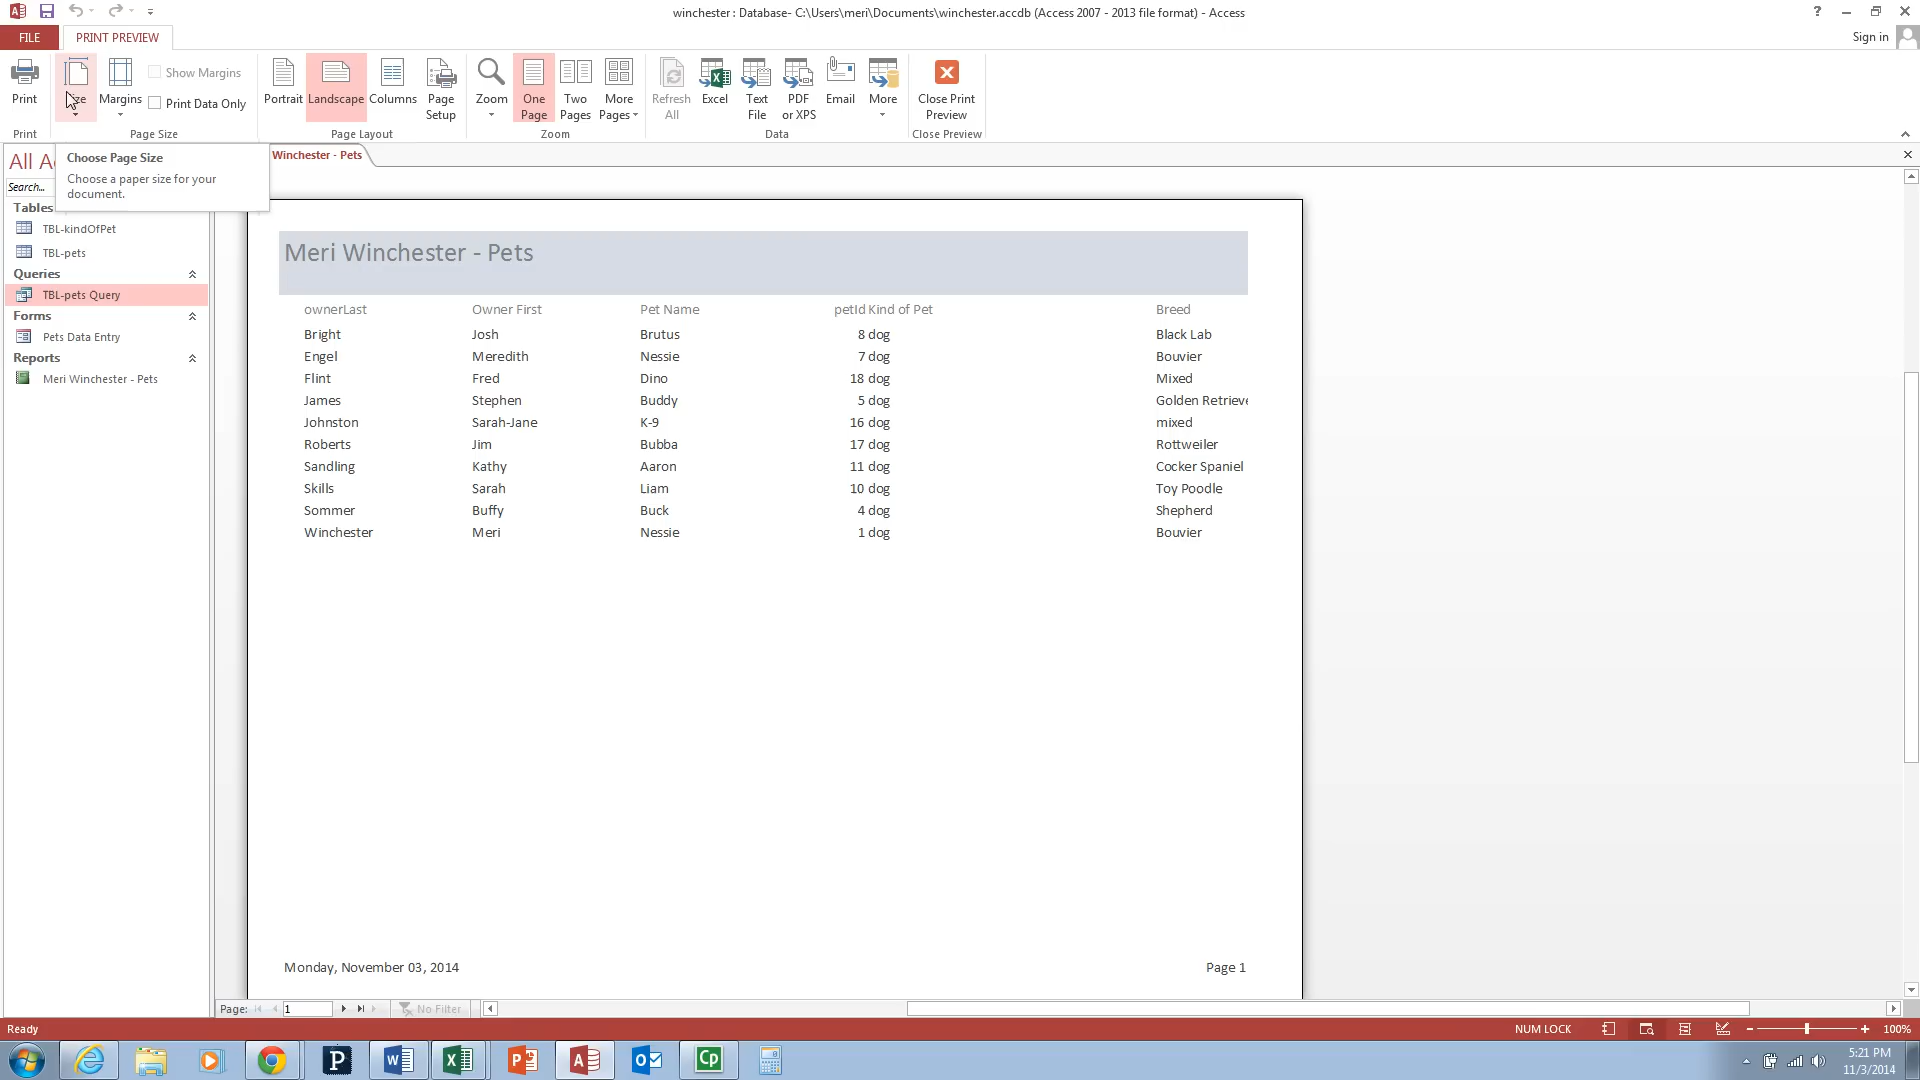 winchester : Database- C:\Users\meri\Documents\winchester.accdb (Access 2007 - 2013 file format) - Access
?
FILE
PRINT PREVIEW
Sign in
Print
Margins
Show Margins
Print Data Only
Portrait
Landscape
Columns
Page Setup
Zoom
One Page
Two Pages
More Pages
Refresh All
Excel
Text File
PDF or XPS
Email
More
Close Print Preview
Print
Page Size
Page Layout
Zoom
Data
Close Preview
All A
Search...
Choose Page Size
Choose a paper size for your
document.
Winchester - Pets
Tables
TBL-kindOfPet
TBL-pets
Queries
TBL-pets Query
Forms
Pets Data Entry
Reports
Meri Winchester - Pets
Meri Winchester - Pets
ownerLast Owner First Pet Name petId Kind of Pet Breed
Bright Josh Brutus 8 dog Black Lab
Engel Meredith Nessie 7 dog Bouvier
Flint Fred Dino 18 dog Mixed
James Stephen Buddy 5 dog Golden Retrieve
Johnston Sarah-Jane K-9 16 dog mixed
Roberts Jim Bubba 17 dog Rottweiler
Sandling Kathy Aaron 11 dog Cocker Spaniel
Skills Sarah Liam 10 dog Toy Poodle
Sommer Buffy Buck 4 dog Shepherd
Winchester Meri Nessie 1 dog Bouvier
Monday, November 03, 2014 Page 1
Page: 1 No Filter
Ready NUM LOCK 100%
5:21 PM
11/3/2014